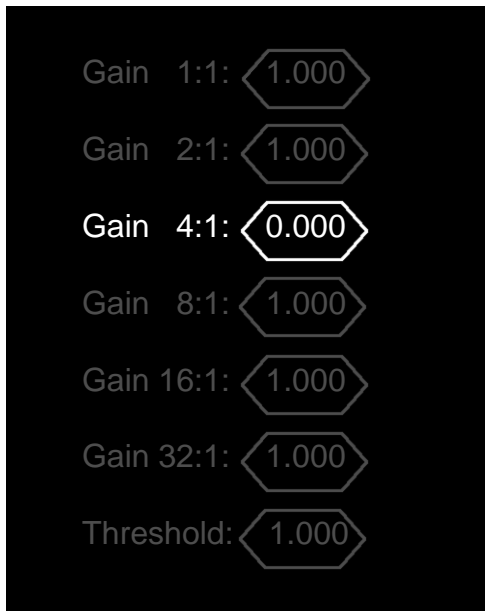 Gain 1:1: 1.000
Gain 2:1: 1.000
Gain 4:1: 0.000
Gain 8:1: 1.000
Gain 16:1: 1.000
Gain 32:1: 1.000
Threshold: 1.000